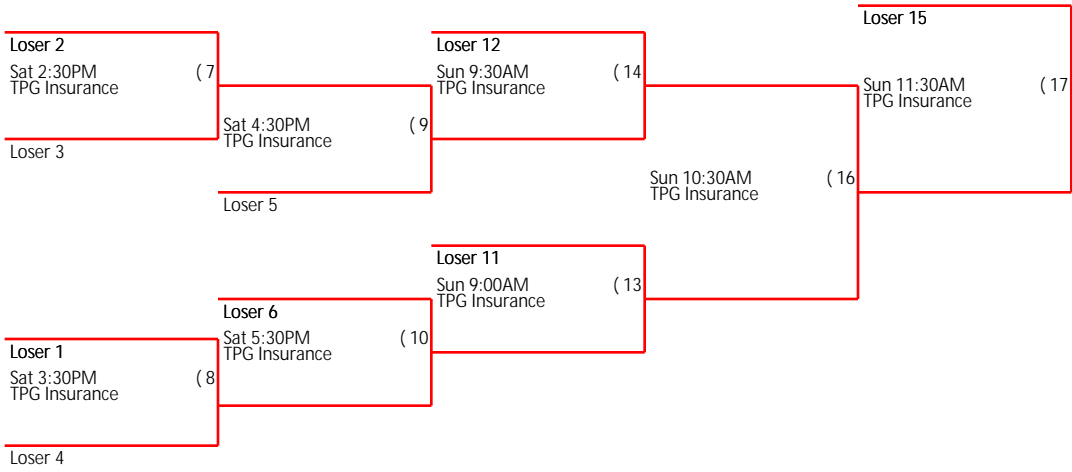 Loser 2
Sat 2:30PM ( 7
TPG Insurance
Loser 3
Sat 4:30PM ( 9
TPG Insurance
Loser 5
Loser 12
Sun 9:30AM ( 14
TPG Insurance
Loser 15
Sun 11:30AM ( 17
TPG Insurance
Sun 10:30AM ( 16
TPG Insurance
Loser 11
Sun 9:00AM ( 13
TPG Insurance
Loser 6
Sat 5:30PM ( 10
TPG Insurance
Loser 1
Sat 3:30PM ( 8
TPG Insurance
Loser 4